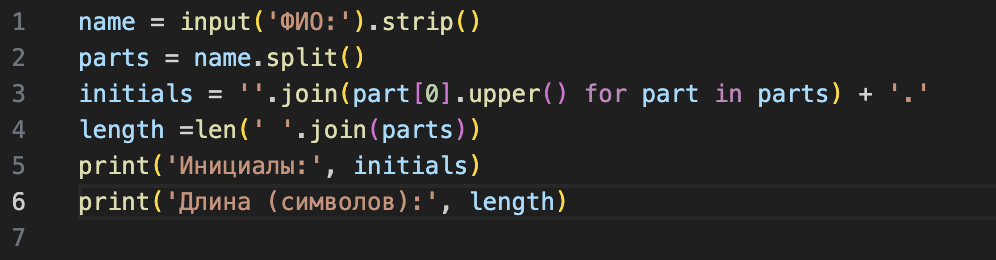 1 name = input('ФИО:').strip()
2 parts = name.split()
3 initials = ''.join(part[0].upper() for part in parts) + '.'
4 length =len(' '.join(parts))
5 print('Инициалы:', initials)
6 print('Длина (символов):', length)
7